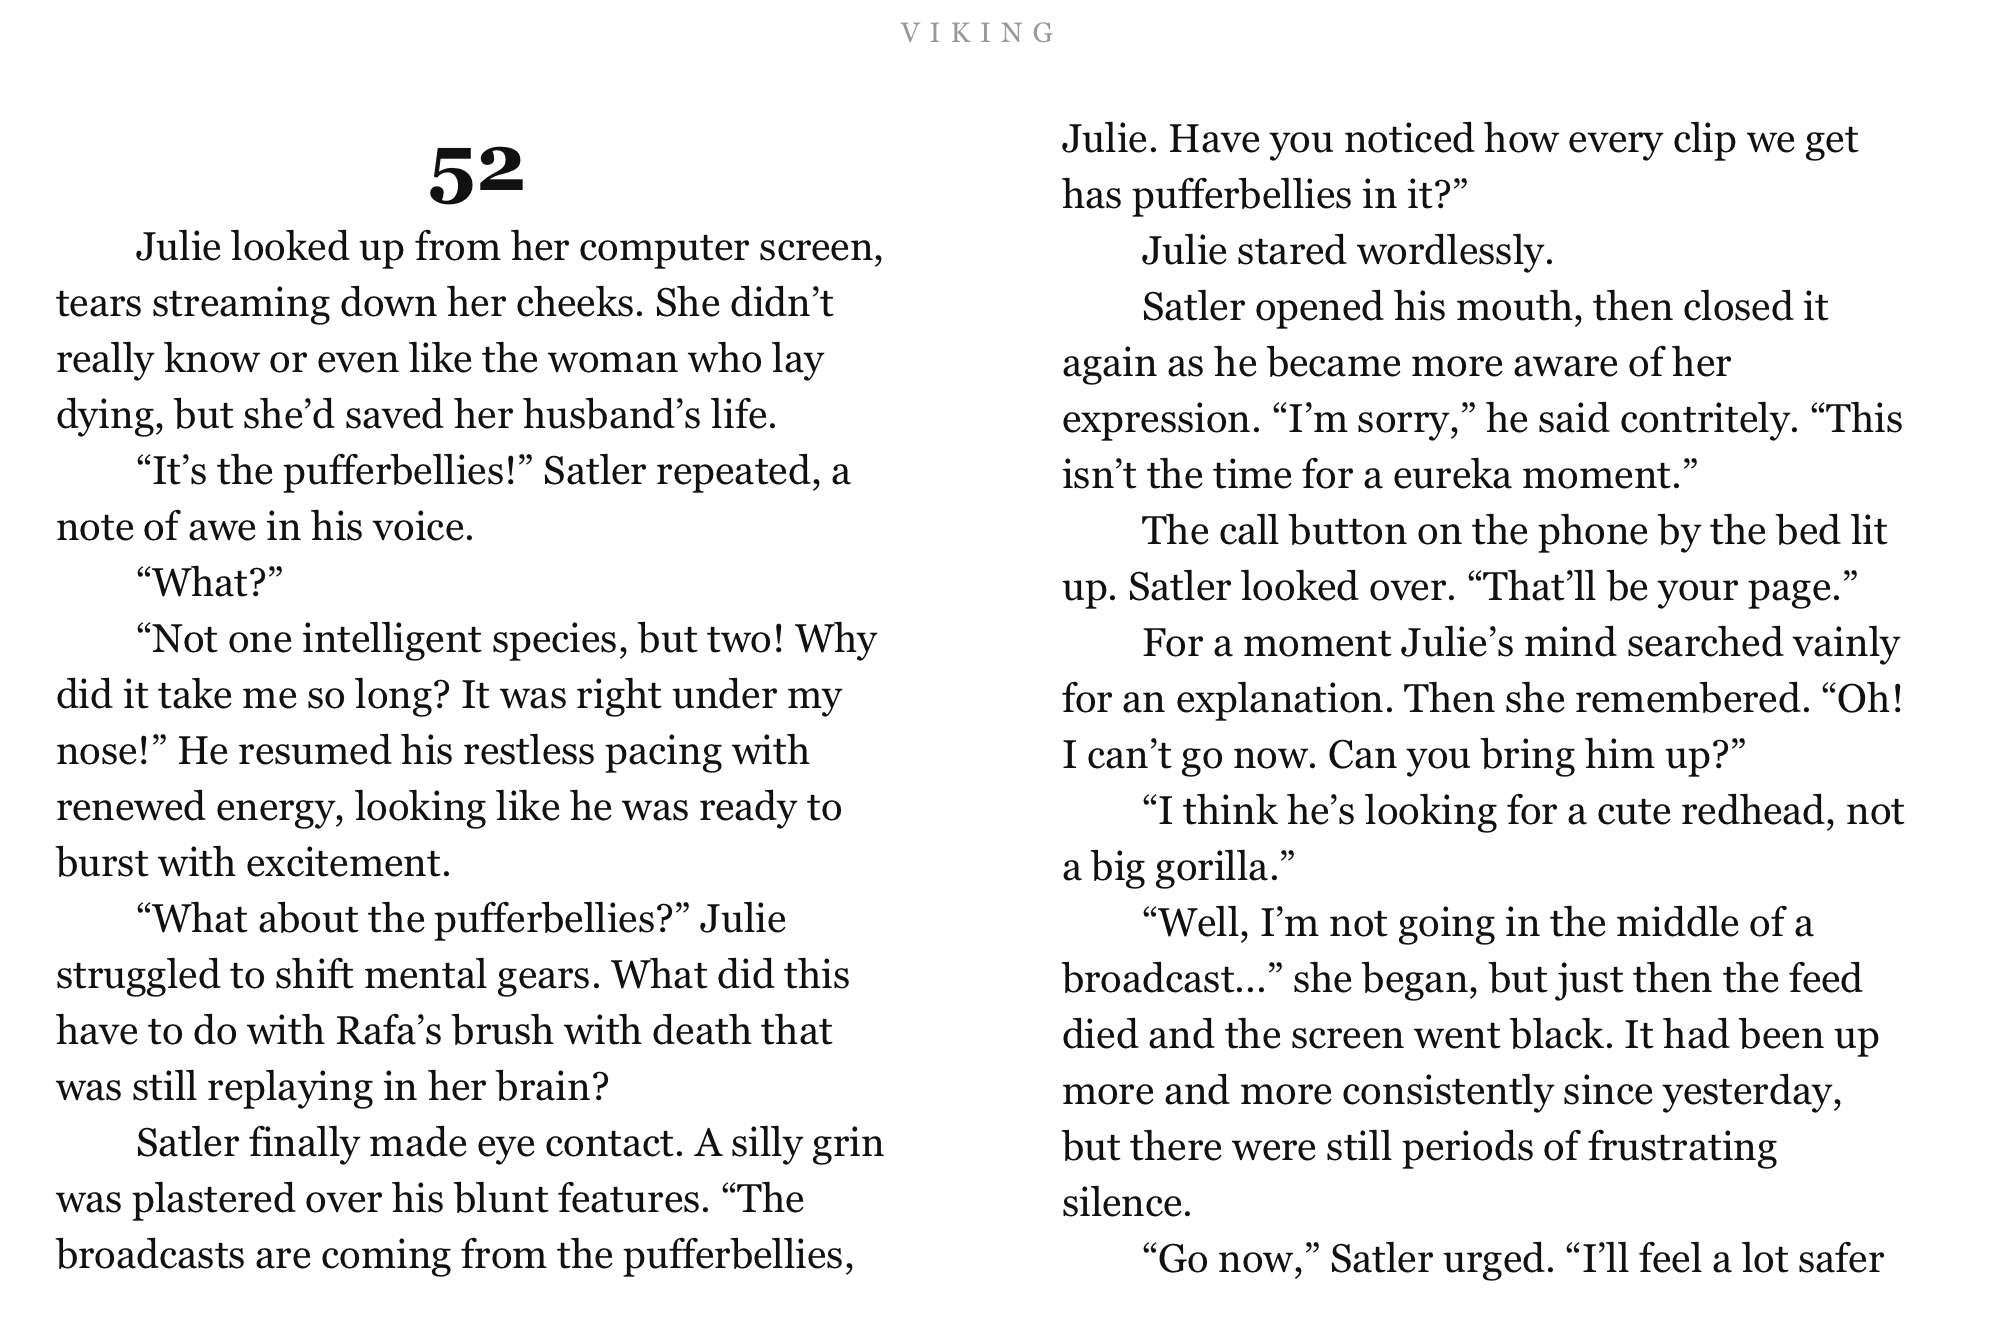 VIKING
52
Julie looked up from her computer screen,
tears streaming down her cheeks. She didn’t
really know or even like the woman who lay
dying, but she’d saved her husband’s life.
“It’s the pufferbellies!” Satler repeated, a
note of awe in his voice.
“What?”
“Not one intelligent species, but two! Why
did it take me so long? It was right under my
nose!” He resumed his restless pacing with
renewed energy, looking like he was ready to
burst with excitement.
“What about the pufferbellies?” Julie
struggled to shift mental gears. What did this
have to do with Rafa’s brush with death that
was still replaying in her brain?
Satler finally made eye contact. A silly grin
was plastered over his blunt features. “The
broadcasts are coming from the pufferbellies,
Julie. Have you noticed how every clip we get
has pufferbellies in it?”
Julie stared wordlessly.
Satler opened his mouth, then closed it
again as he became more aware of her
expression. “I’m sorry,” he said contritely. “This
isn’t the time for a eureka moment.”
The call button on the phone by the bed lit
up. Satler looked over. “That’ll be your page.”
For a moment Julie’s mind searched vainly
for an explanation. Then she remembered. “Oh!
I can’t go now. Can you bring him up?”
“I think he’s looking for a cute redhead, not
a big gorilla.”
“Well, I’m not going in the middle of a
broadcast…” she began, but just then the feed
died and the screen went black. It had been up
more and more consistently since yesterday,
but there were still periods of frustrating
silence.
“Go now,” Satler urged. “I’ll feel a lot safer